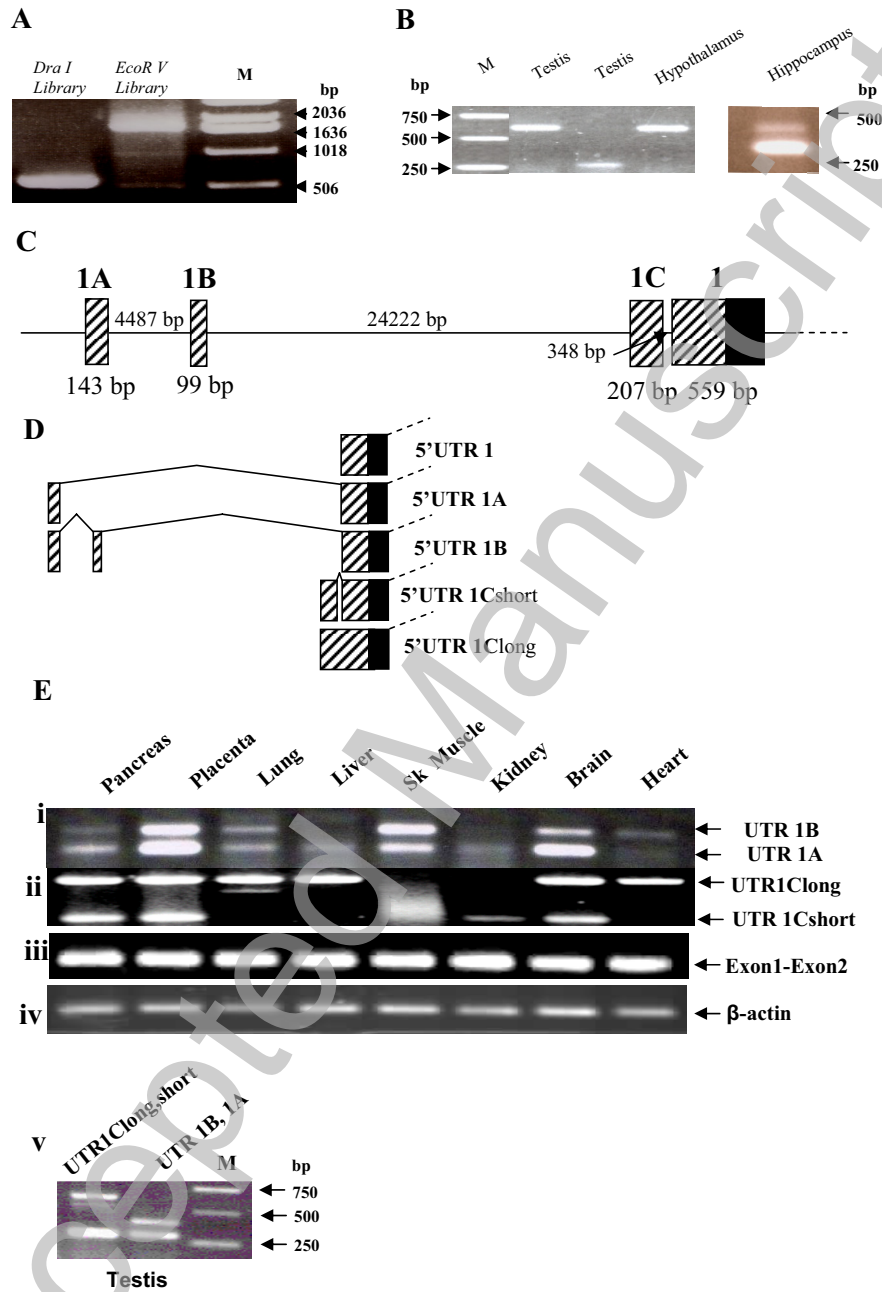 A
Dra I Library
EcoR V Library
M
bp
2036
1636
1018
506
B
M
Testis
Testis
Hypothalamus
Hippocampus
bp
750
500
250
bp
500
250
C
1A
1B
1C
1
4487 bp
24222 bp
348 bp
143 bp
99 bp
207 bp
559 bp
D
5'UTR 1
5'UTR 1A
5'UTR 1B
5'UTR 1Cshort
5'UTR 1Clong
E
Pancreas
Placenta
Lung
Liver
Sk Muscle
Kidney
Brain
Heart
i
UTR 1B
UTR 1A
ii
UTR1Clong
UTR 1Cshort
iii
Exon1-Exon2
iv
β-actin
v
UTR1Clong,short
UTR 1B, 1A
M
bp
750
500
250
Testis
cepted Manuscript